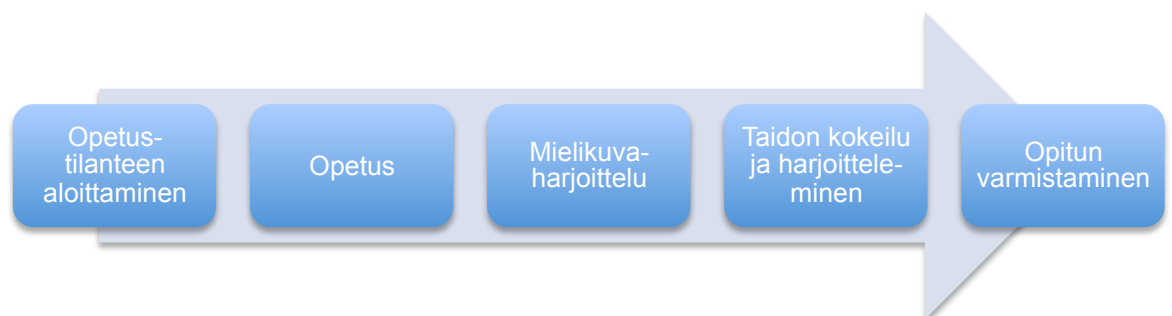 Opetus-
tilanteen
aloittaminen
Opetus
Mielikuva-
harjoittelu
Taidon kokeilu
ja harjoittele-
minen
Opitun
varmistaminen